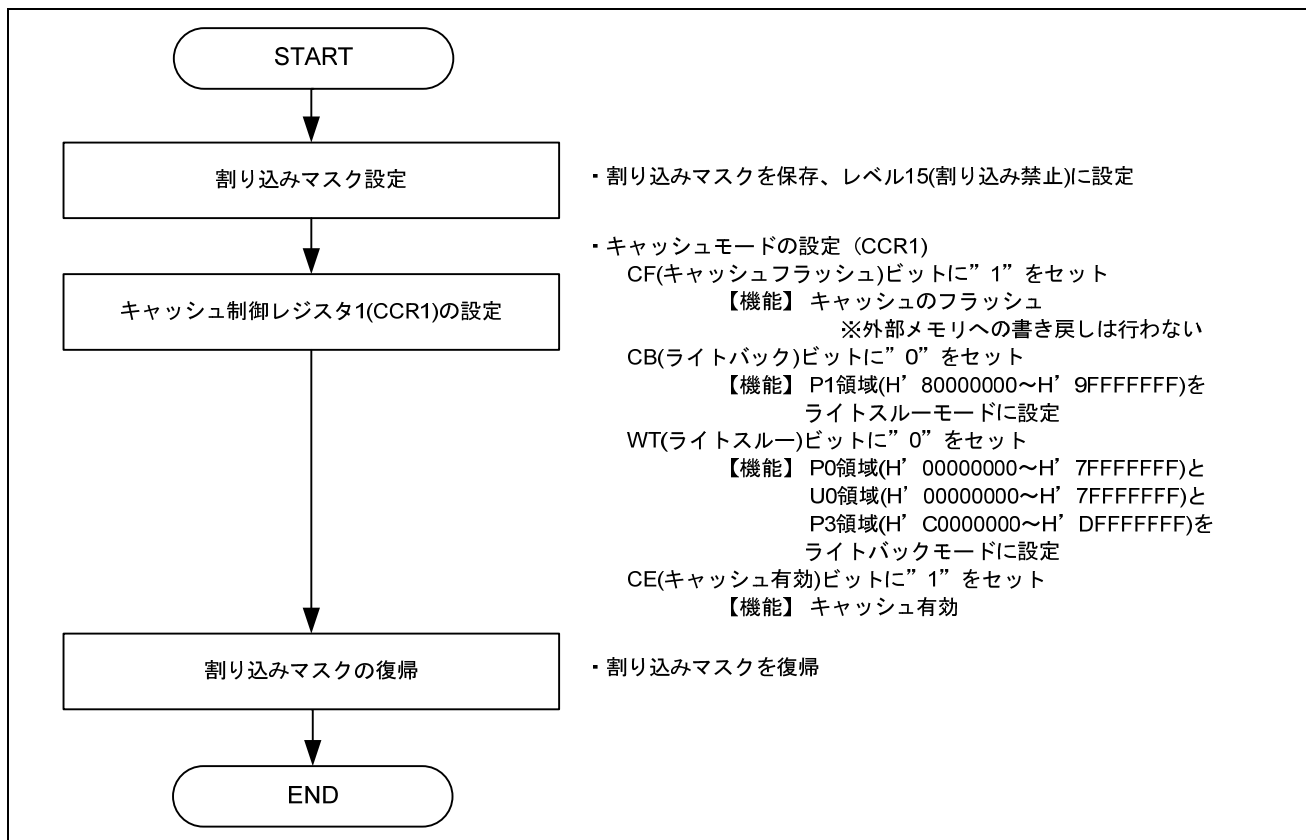 START
割り込みマスク設定
・割り込みマスクを保存、レベル15(割り込み禁止)に設定
キャッシュ制御レジスタ1(CCR1)の設定
・キャッシュモードの設定（CCR1)
CF(キャッシュフラッシュ)ビットに”1”をセット
【機能】 キャッシュのフラッシュ
※外部メモリへの書き戻しは行わない
CB(ライトバック)ビットに”0”をセット
【機能】 P1領域(H’80000000～H’9FFFFFFF)を
ライトスルーモードに設定
WT(ライトスルー)ビットに”0”をセット
【機能】 P0領域(H’00000000～H’7FFFFFFF)と
U0領域(H’00000000～H’7FFFFFFF)と
P3領域(H’C0000000～H’DFFFFFFF)を
ライトバックモードに設定
CE(キャッシュ有効)ビットに”1”をセット
【機能】 キャッシュ有効
割り込みマスクの復帰
・割り込みマスクを復帰
END